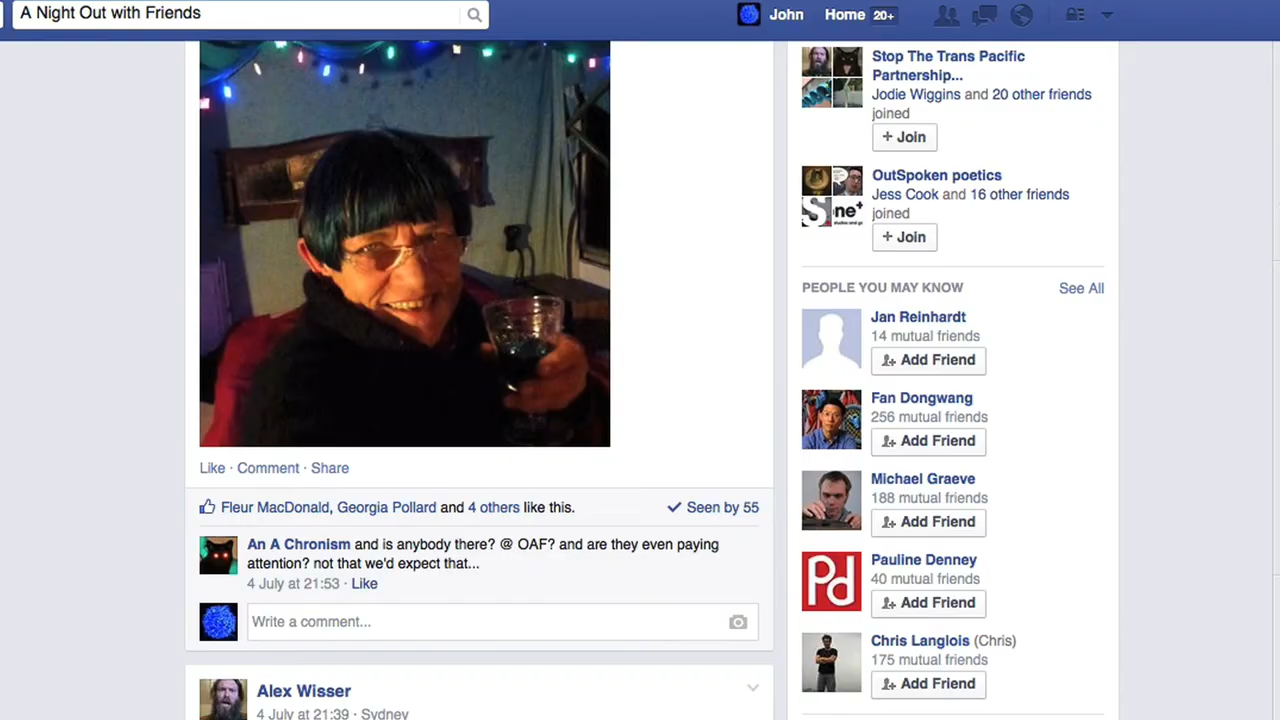 A Night Out with Friends
John
Home 20+
Like · Comment · Share
Fleur MacDonald, Georgia Pollard and 4 others like this.
Seen by 55
An A Chronism and is anybody there? @ OAF? and are they even paying
attention? not that we'd expect that...
4 July at 21:53 · Like
Write a comment...
Alex Wisser
4 July at 21:39 · Sydney
Stop The Trans Pacific
Partnership...
Jodie Wiggins and 20 other friends
joined
+ Join
OutSpoken poetics
Jess Cook and 16 other friends
joined
+ Join
PEOPLE YOU MAY KNOW
See All
Jan Reinhardt
14 mutual friends
Add Friend
Fan Dongwang
256 mutual friends
Add Friend
Michael Graeve
188 mutual friends
Add Friend
Pd
Pauline Denney
40 mutual friends
Add Friend
Chris Langlois (Chris)
175 mutual friends
Add Friend